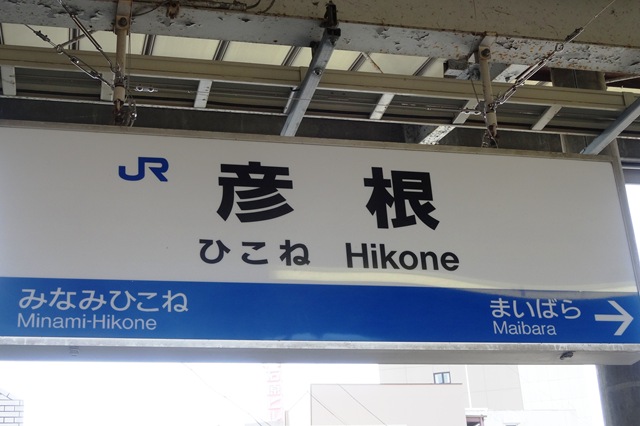 JR 彦根
ひこね Hikone
みなみひこね まいばら →
Minami-Hikone Maibara